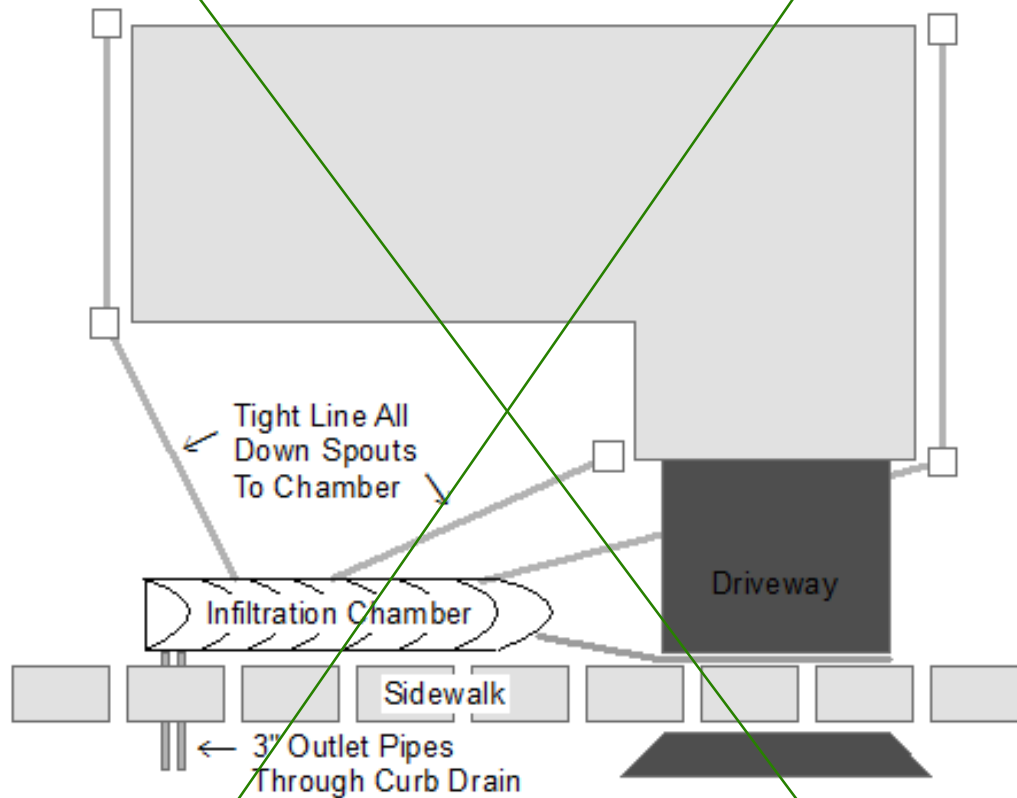 Tight Line All
Down Spouts
To Chamber
Driveway
Infiltration Chamber
Sidewalk
3" Outlet Pipes
Through Curb Drain